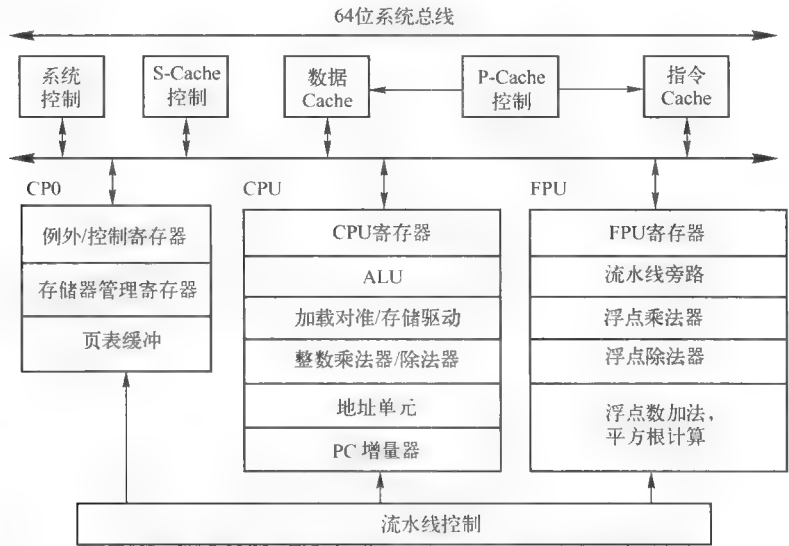 64位系统总线
系统
控制
S-Cache
控制
数据
Cache
P-Cache
控制
指令
Cache
CP0
CPU
FPU
例外/控制寄存器
存储器管理寄存器
页表缓冲
CPU寄存器
ALU
加载对准/存储驱动
整数乘法器/除法器
地址单元
PC 增量器
FPU寄存器
流水线旁路
浮点乘法器
浮点除法器
浮点数加法，
平方根计算
流水线控制